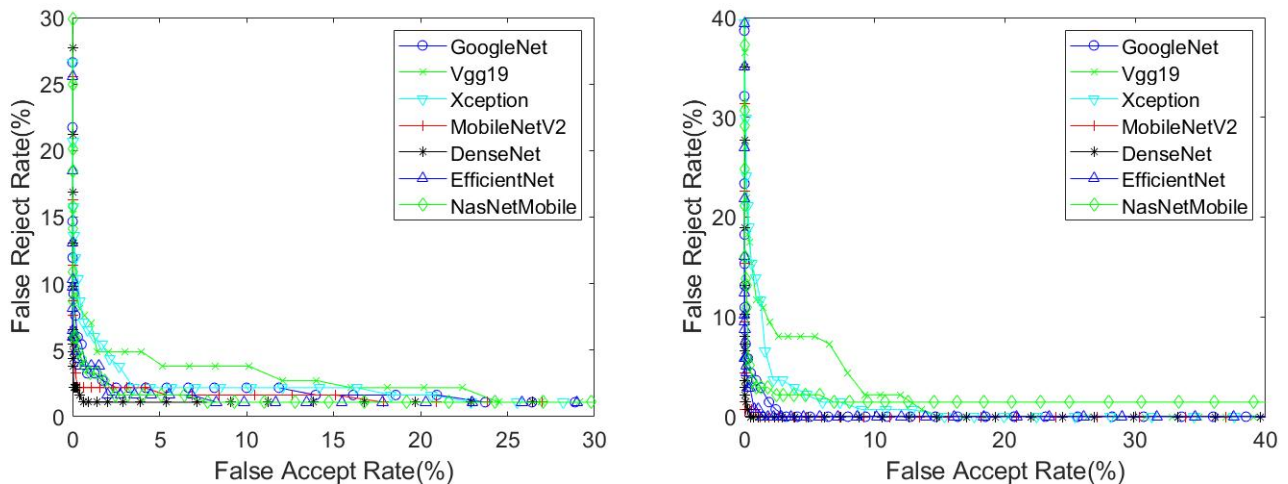 30
25
20
15
10
5
0
False Reject Rate(%)
0 5 10 15 20 25 30
False Accept Rate(%)
GoogleNet
Vgg19
Xception
MobileNetV2
DenseNet
EfficientNet
NasNetMobile
40
30
20
10
0
False Reject Rate(%)
0 10 20 30 40
False Accept Rate(%)
GoogleNet
Vgg19
Xception
MobileNetV2
DenseNet
EfficientNet
NasNetMobile